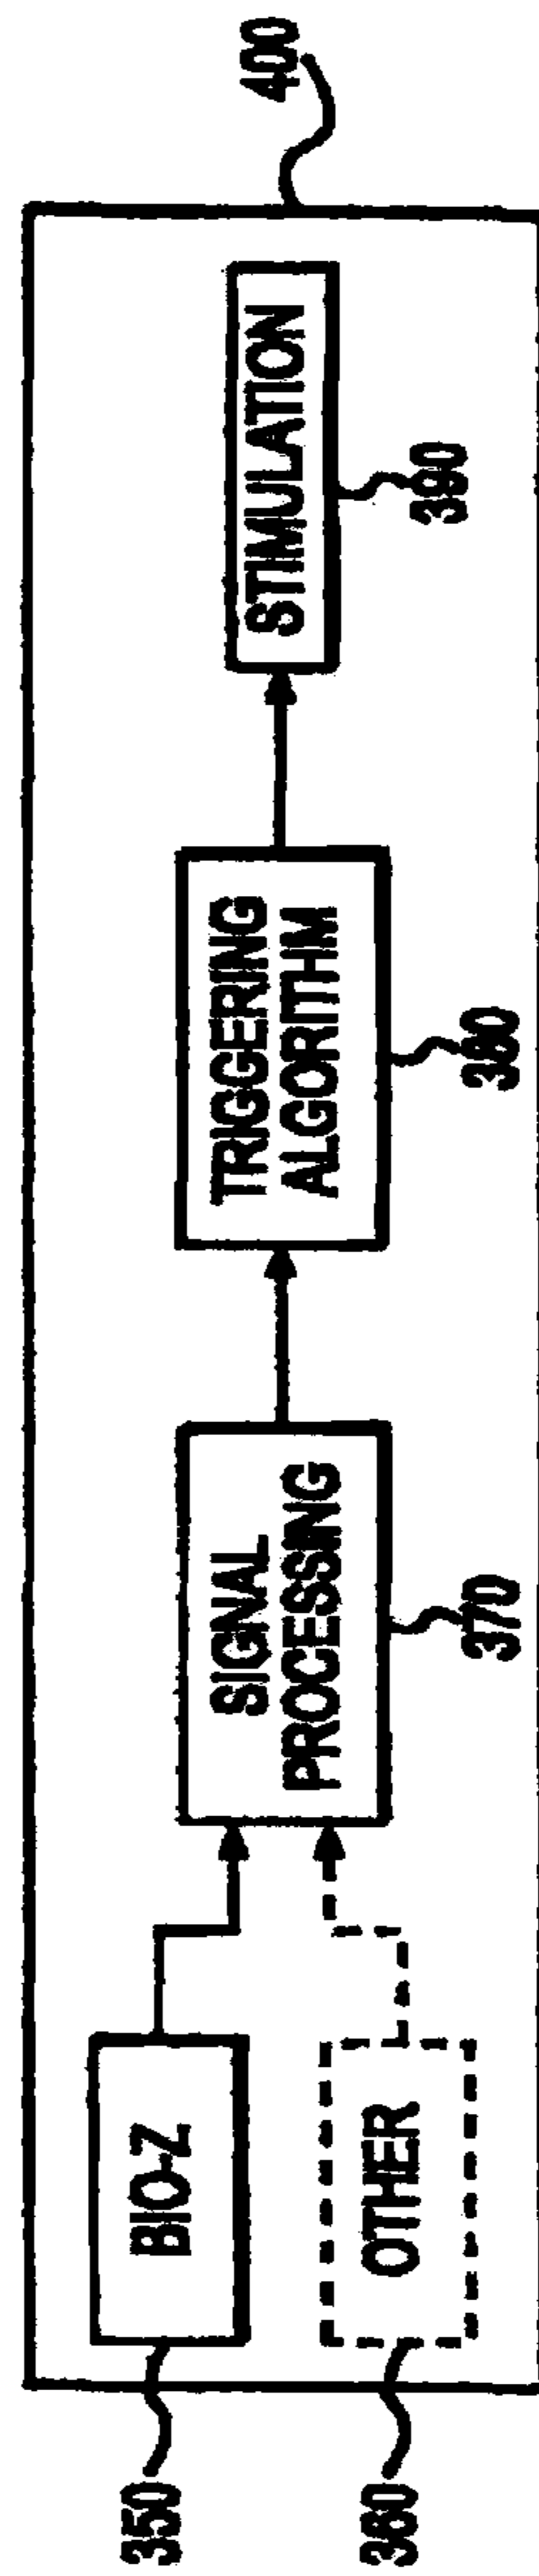 400
BIO-Z
350
OTHER
360
SIGNAL
PROCESSING
370
TRIGGERING
ALGORITHM
380
STIMULATION
390